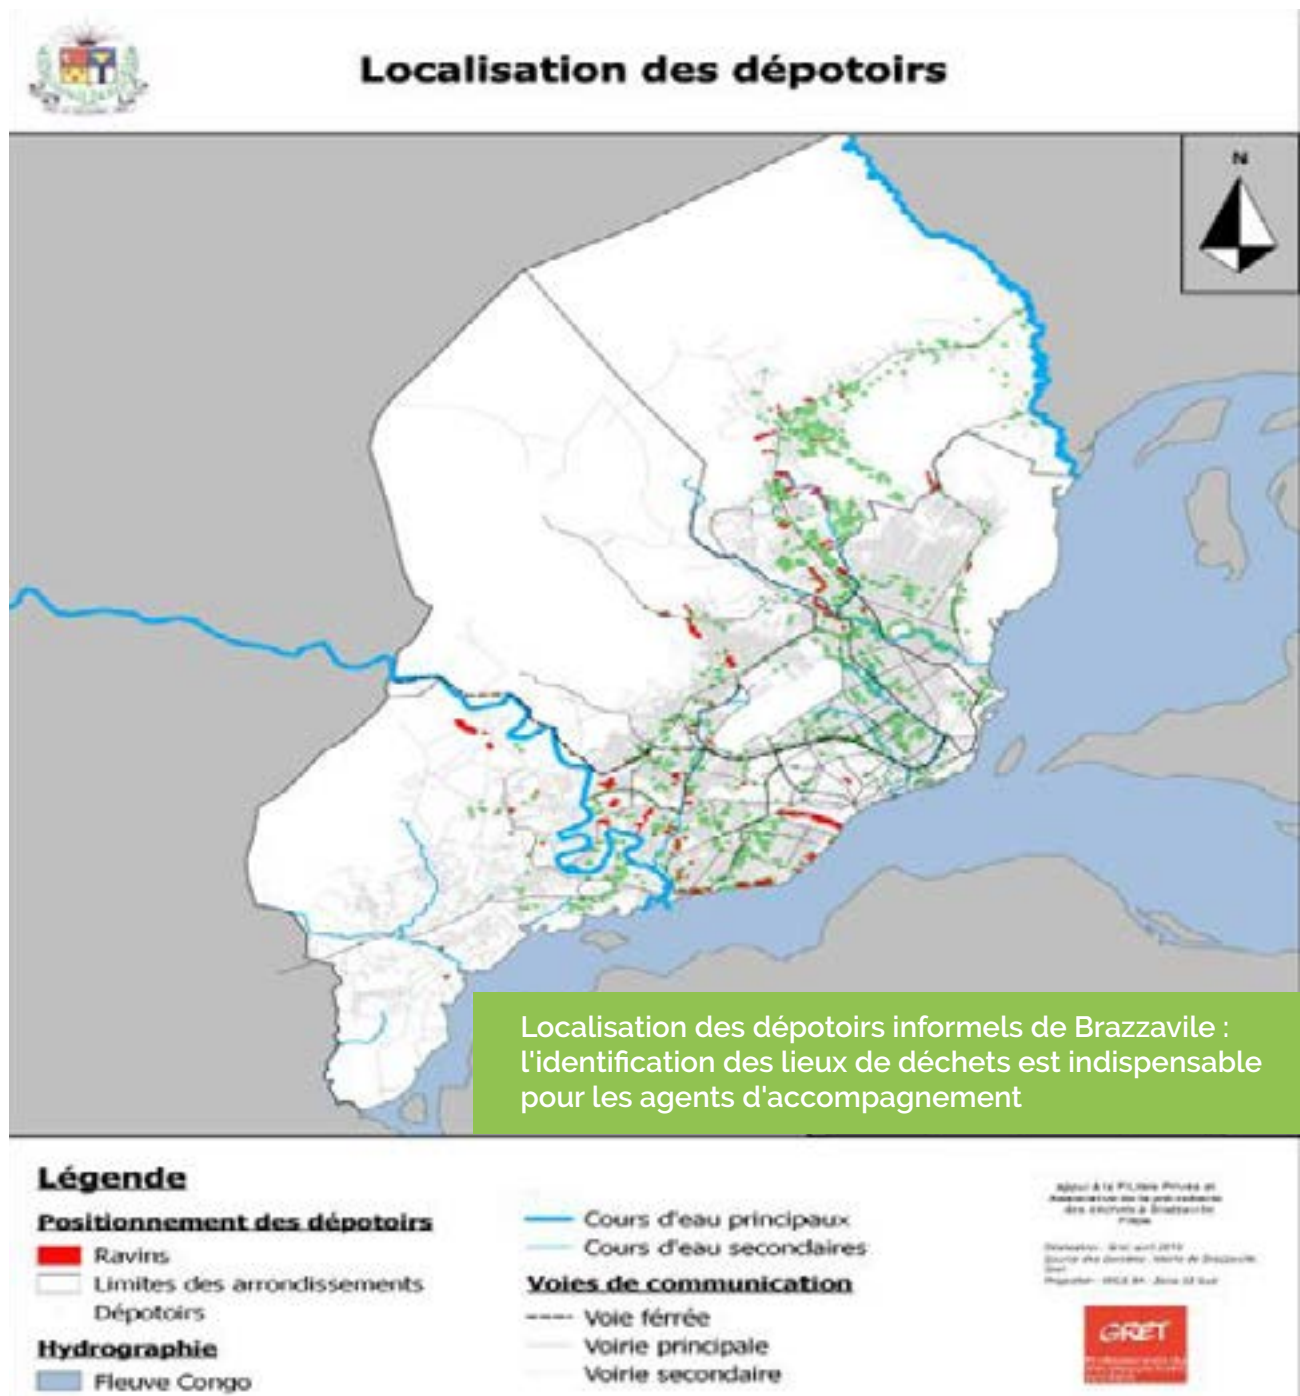 Localisation des dépotoirs
N
Localisation des dépotoirs informels de Brazzavile :
l'identification des lieux de déchets est indispensable
pour les agents d'accompagnement
Légende
Positionnement des dépotoirs
Ravins
Limites des arrondissements
Dépotoirs
Hydrographie
Fleuve Congo
Cours d'eau principaux
Cours d'eau secondaires
Voies de communication
Voie férrée
Voirie principale
Voirie secondaire
GRET